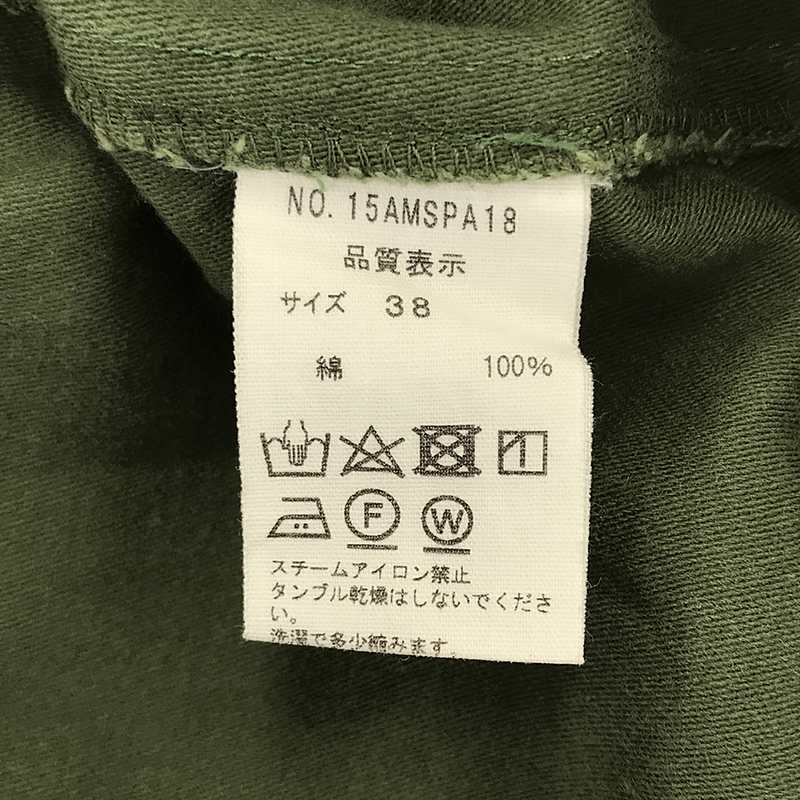 NO. 15AMSPA18
品質表示
サイズ 38
綿 100%
F W
スチームアイロン禁止
タンブル乾燥はしないでくださ
い。
洗濯で多少縮みます。